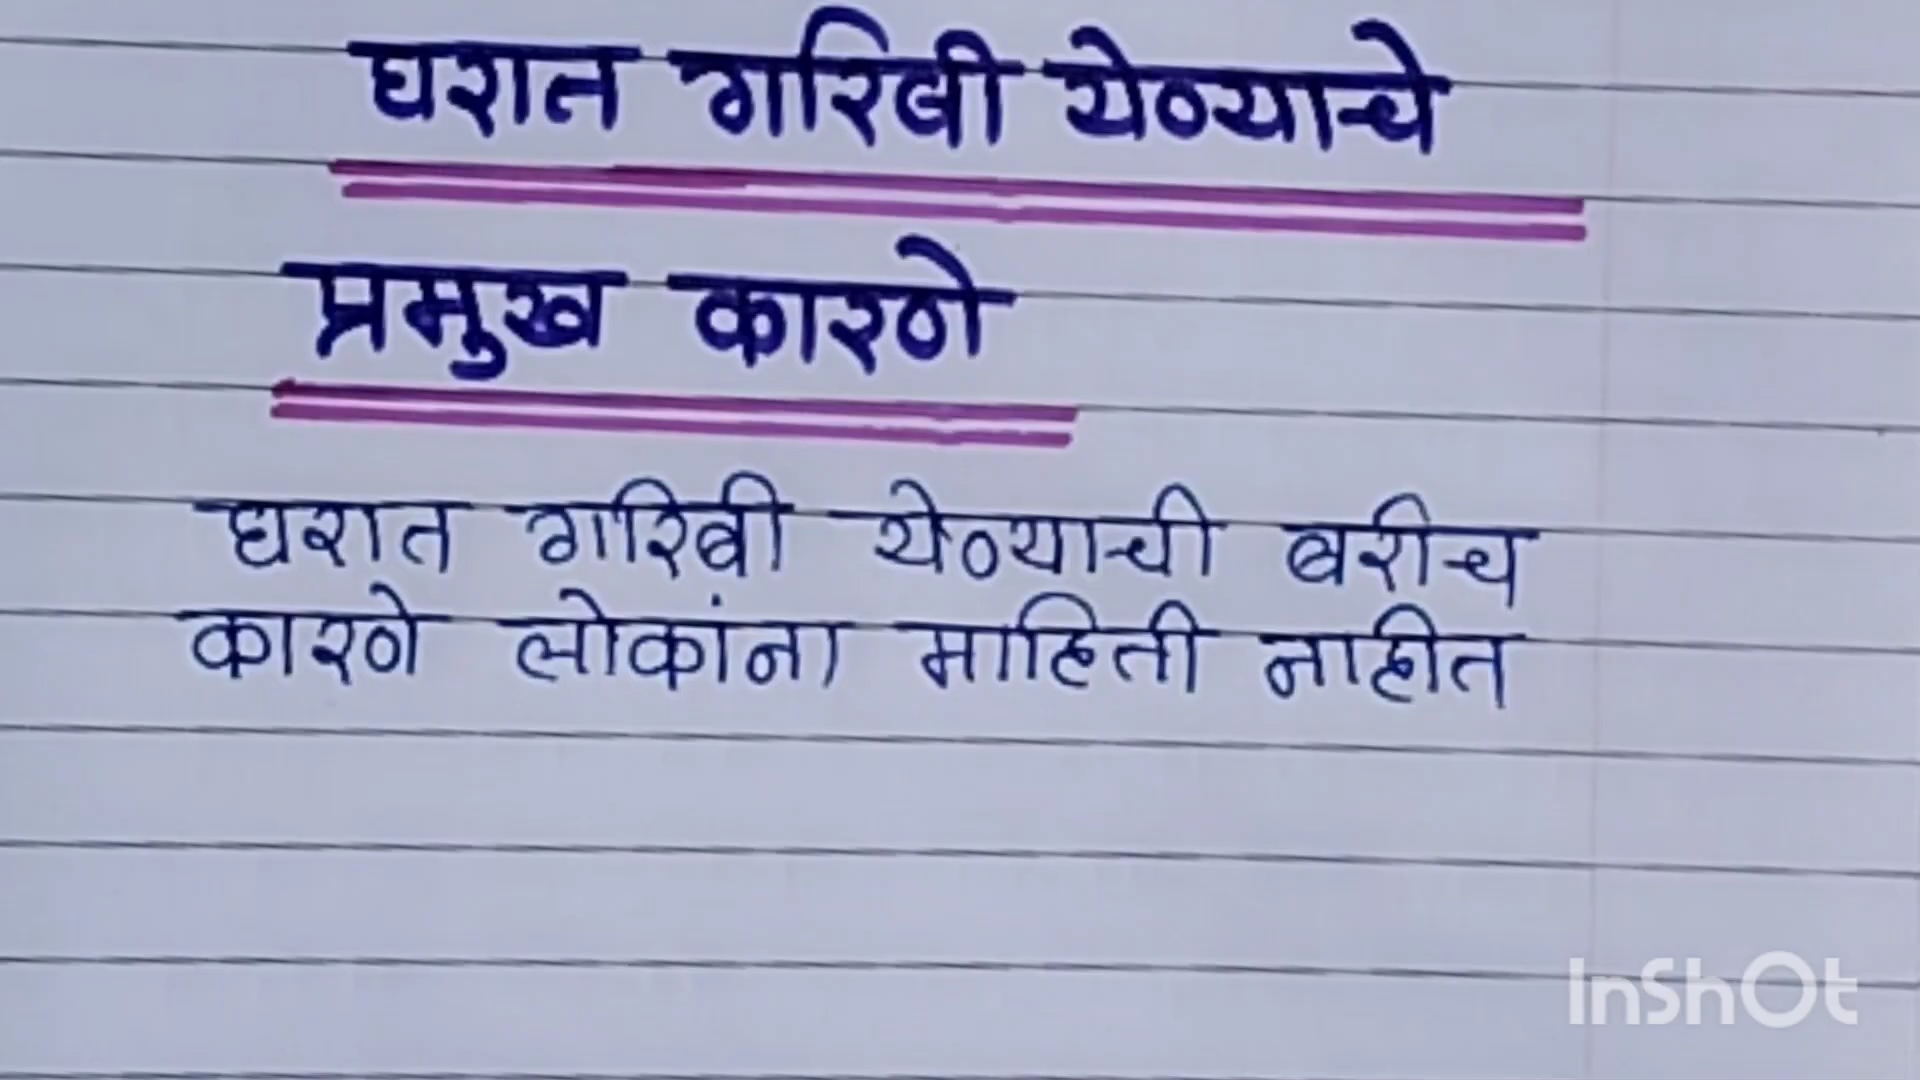 घरात गरिबी येण्याचे
प्रमुख कारणे
घरात गरिबी येण्याची बरीच
कारणे लोकांना माहिती नाहीत
InShOt